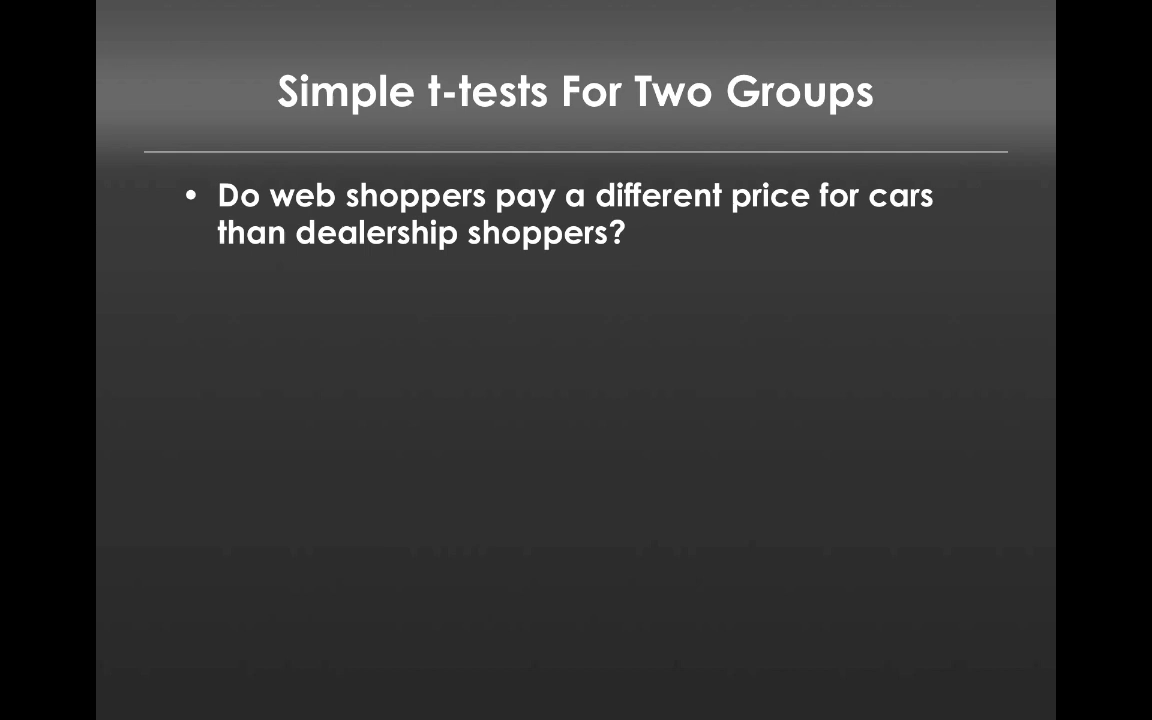 Simple t-tests For Two Groups
• Do web shoppers pay a different price for cars
than dealership shoppers?